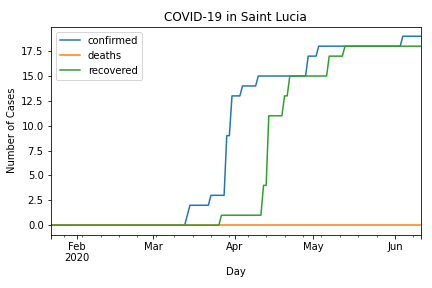 COVID-19 in Saint Lucia
confirmed
deaths
recovered
17.5
15.0
12.5
10.0
7.5
5.0
2.5
0.0
Number of Cases
Feb
2020
Mar
Apr
May
Jun
Day